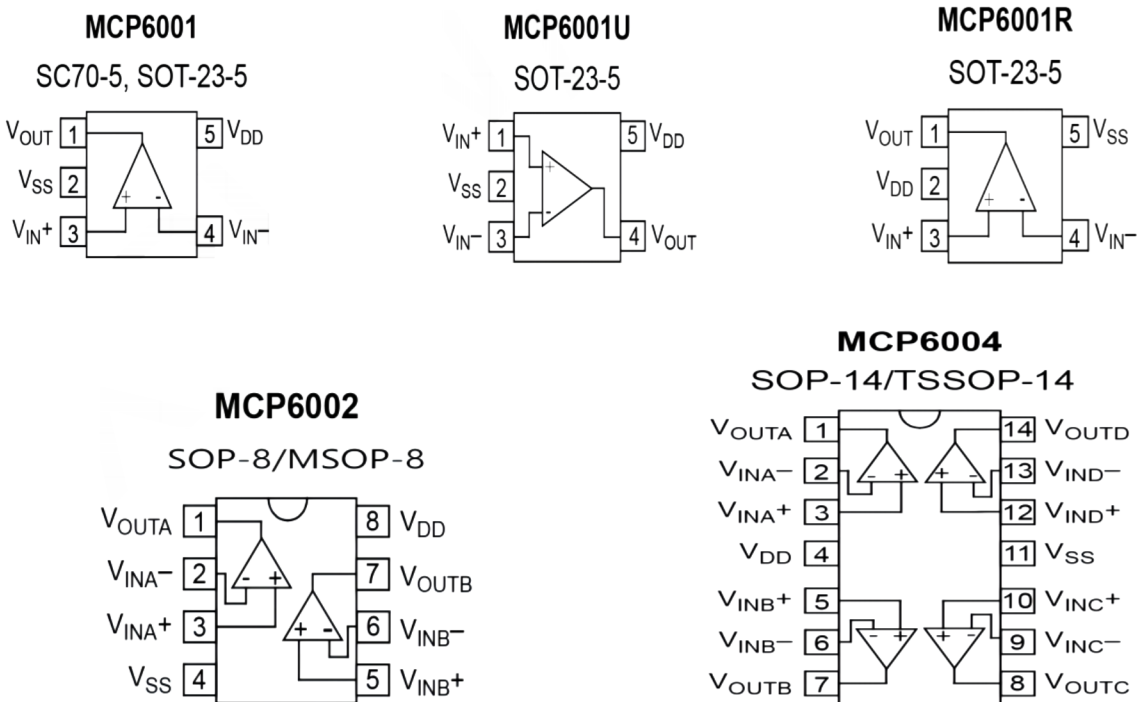 MCP6001
SC70-5, SOT-23-5
VOUT 1 5 VDD
VSS 2
VIN+ 3 4 VIN–
+ -
MCP6001U
SOT-23-5
VIN+ 1 5 VDD
VSS 2
VIN– 3 4 VOUT
+
-
MCP6001R
SOT-23-5
VOUT 1 5 VSS
VDD 2
VIN+ 3 4 VIN–
+ -
MCP6002
SOP-8/MSOP-8
VOUTA 1 8 VDD
VINA– 2 - + 7 VOUTB
VINA+ 3 + - 6 VINB–
VSS 4 5 VINB+
MCP6004
SOP-14/TSSOP-14
VOUTA 1 14 VOUTD
VINA– 2 - + + - 13 VIND–
VINA+ 3 12 VIND+
VDD 4 11 VSS
VINB+ 5 10 VINC+
VINB– 6 - + + - 9 VINC–
VOUTB 7 8 VOUTC